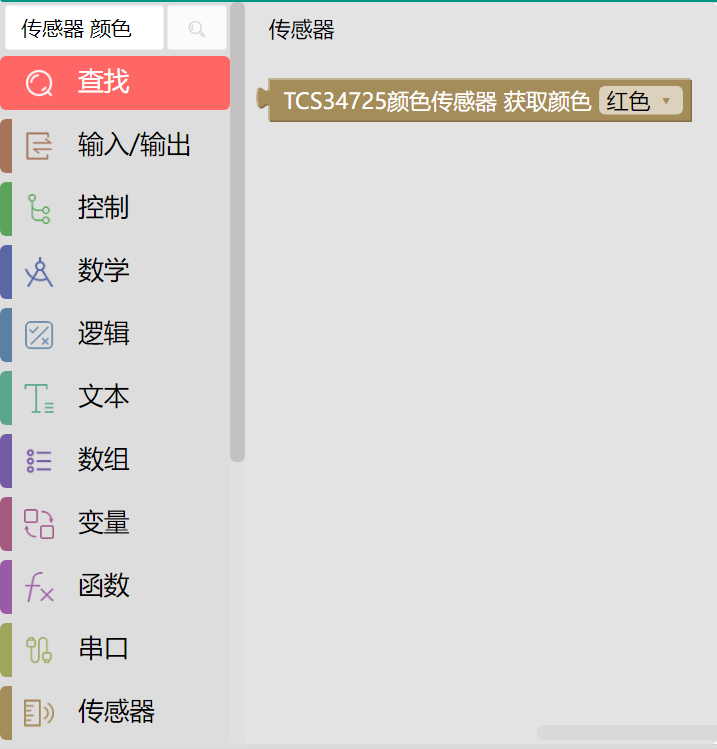 传感器 颜色
查找
输入/输出
控制
数学
逻辑
文本
数组
变量
函数
串口
传感器
传感器
TCS34725颜色传感器 获取颜色 红色